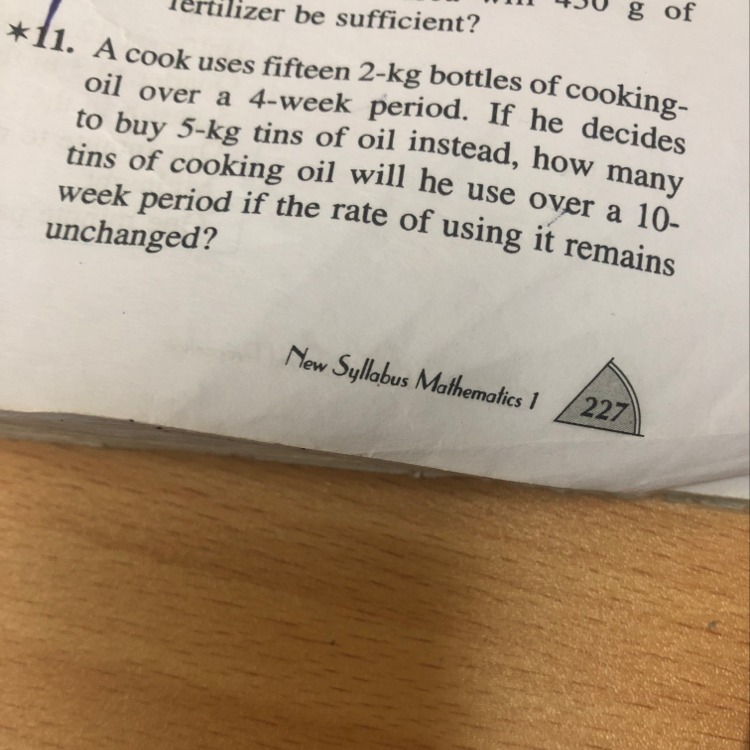 450 g of
fertilizer be sufficient?
*11. A cook uses fifteen 2-kg bottles of cooking-
oil over a 4-week period. If he decides
to buy 5-kg tins of oil instead, how many
tins of cooking oil will he use over a 10-
week period if the rate of using it remains
unchanged?
New Syllabus Mathematics 1
227